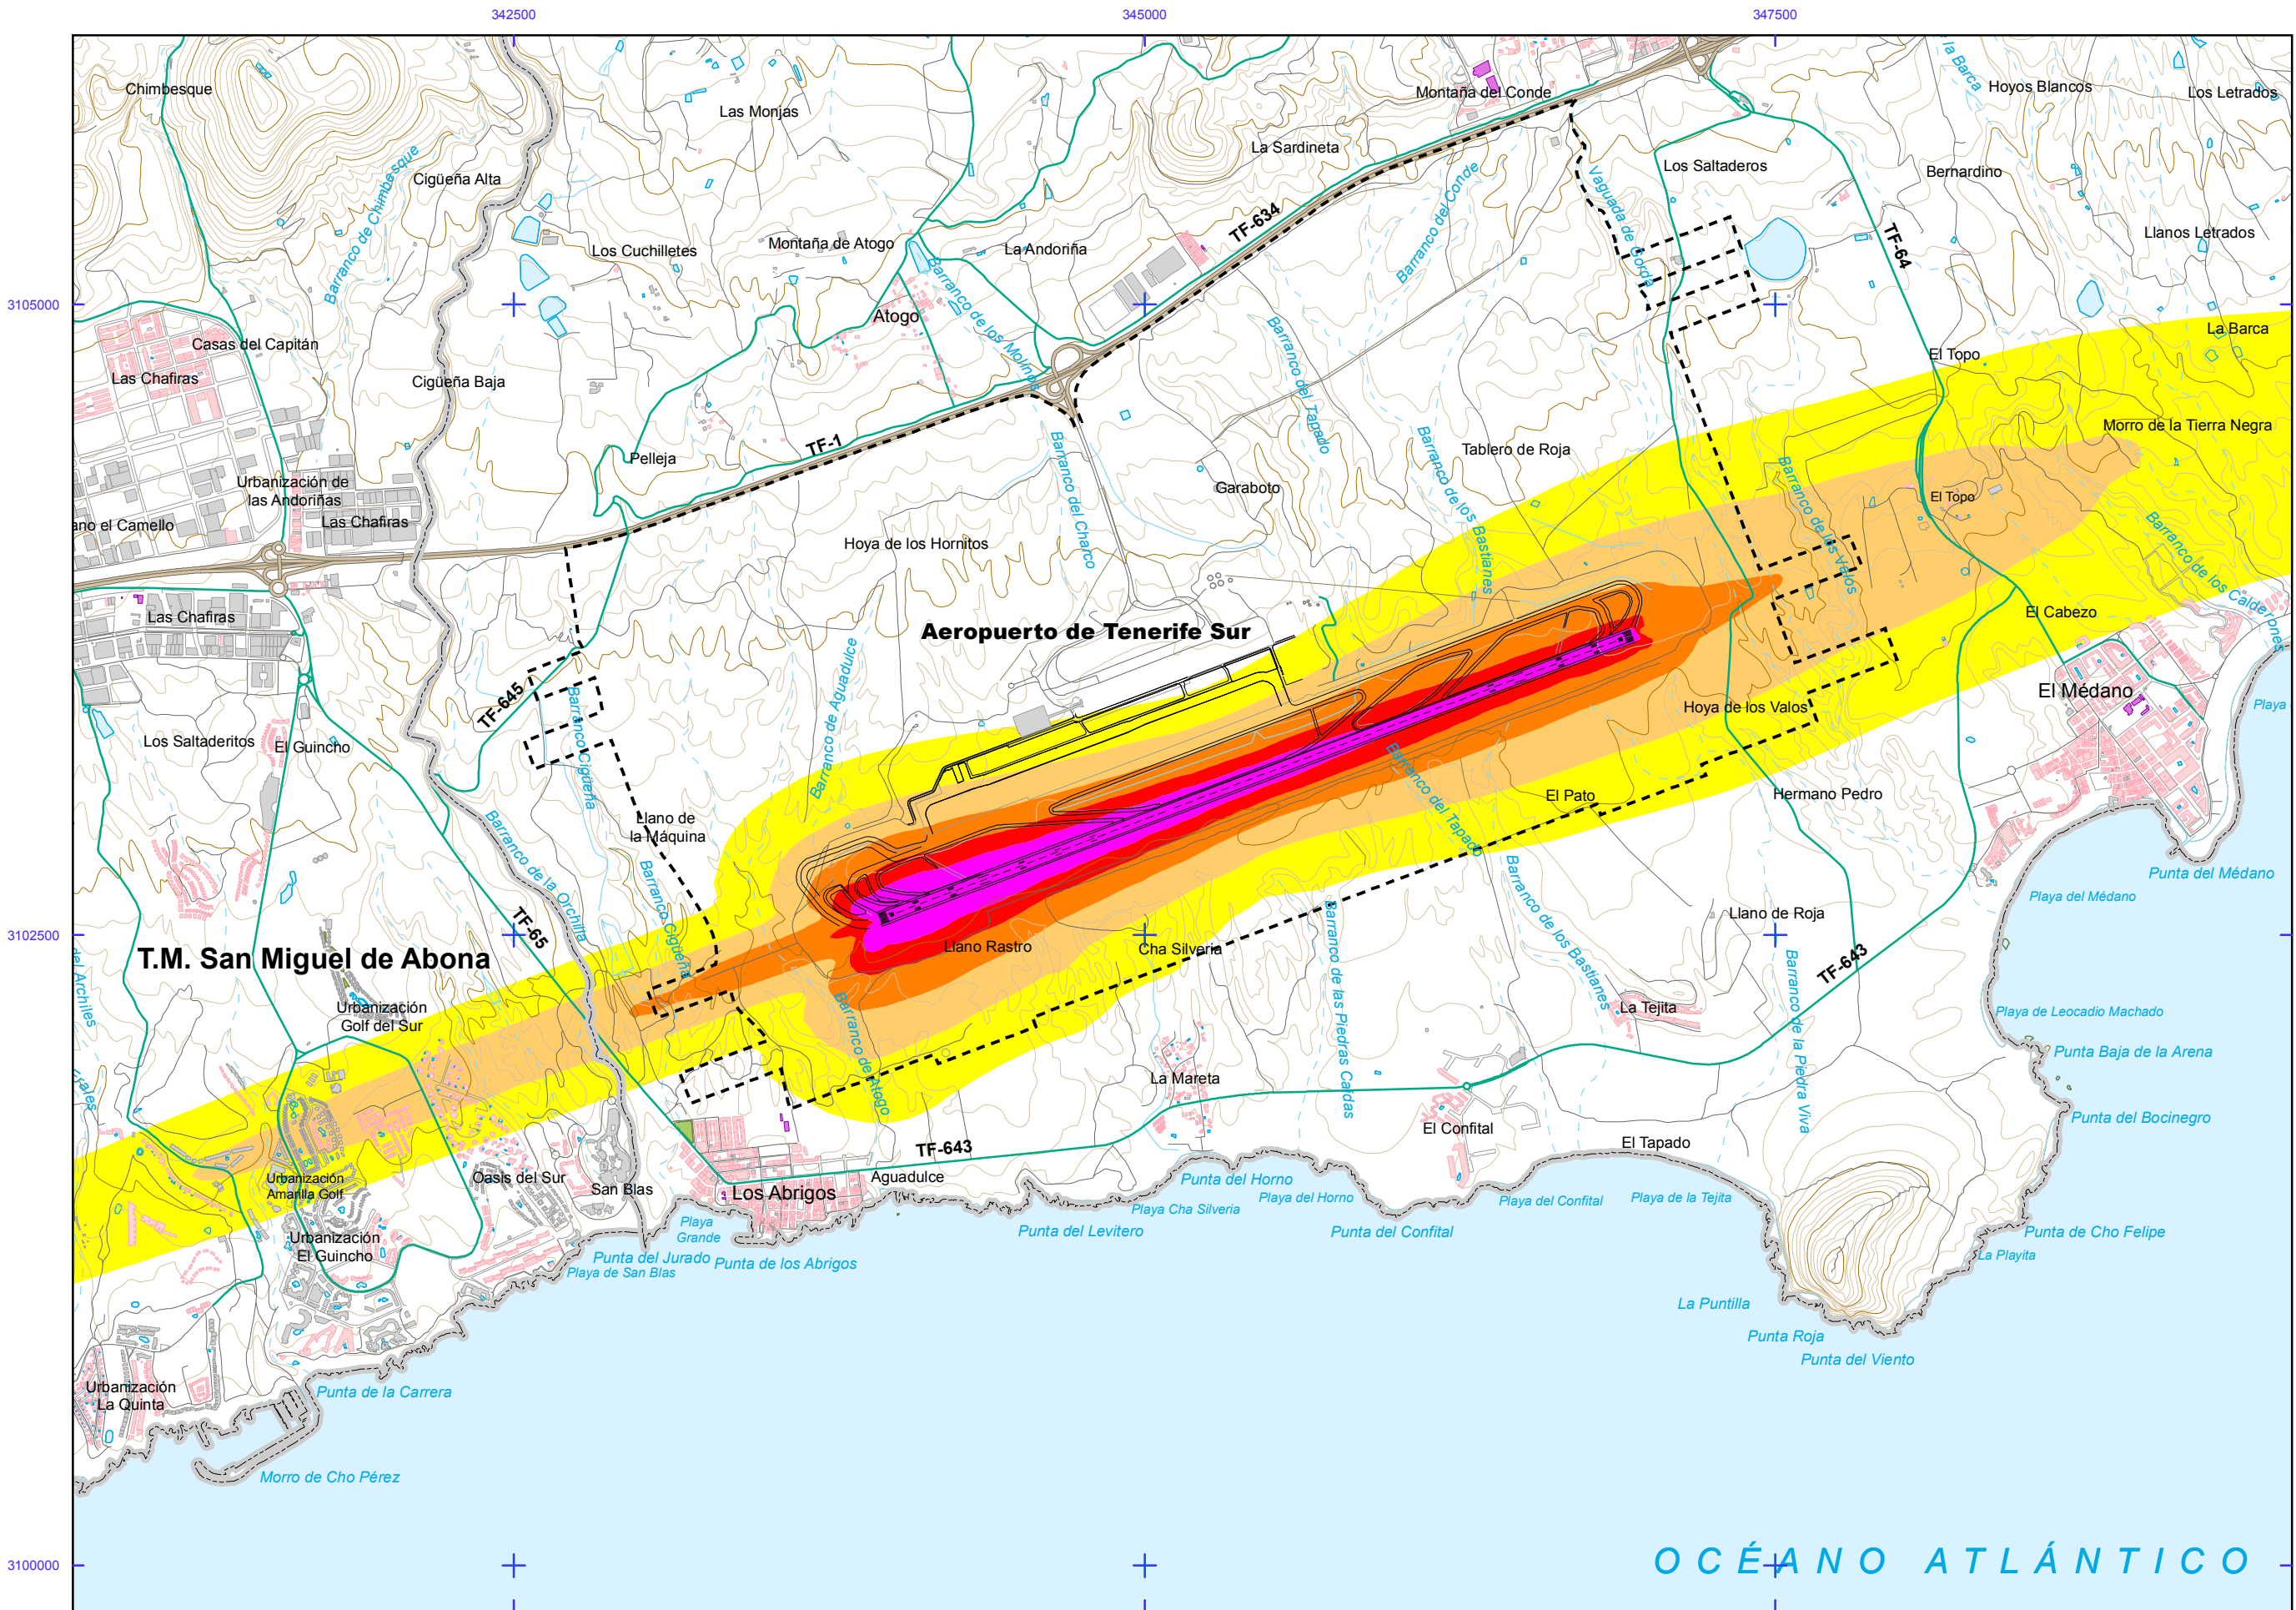 342500
345000
347500
3105000
3102500
3100000
Chimbesque
Las Monjas
Montaña del Conde
la Barca
Hoyos Blancos
Los Letrados
La Sardineta
Cigüeña Alta
Barranco de Chimbesque
Los Saltaderos
Bernardino
Vaguada de Gorda
Barranco del Conde
TF-634
TF-64
Llanos Letrados
Los Cuchilletes
Montaña de Atogo
La Andoriña
Barranco de los Molinos
Atogo
Casas del Capitán
Las Chafiras
Cigüeña Baja
Barranco del Tapado
La Barca
El Topo
Morro de la Tierra Negra
TF-1
Pelleja
Barranco del Charco
Barranco de los Bastianes
Tablero de Roja
Garaboto
Urbanización de
las Andoriñas
Las Chafiras
ano el Camello
El Topo
Barranco de los Valos
Barranco de los Calderones
Hoya de los Hornitos
Las Chafiras
Aeropuerto de Tenerife Sur
El Cabezo
El Médano
Playa
Hoya de los Valos
TF-645
Barranco Cigüeña
Barranco de Aguadulce
Los Saltaderitos
El Guincho
Llano de
la Máquina
Barranco del Tapado
El Pato
Hermano Pedro
Punta del Médano
Playa del Médano
Barranco de la Orchilla
Barranco Cigüeña
TF-65
T.M. San Miguel de Abona
Llano Rastro
Cha Silveria
Barranco de las Piedras Caídas
Barranco de los Bastianes
Llano de Roja
Barranco de la Piedra Viva
TF-643
del Archiles
Urbanización
Golf del Sur
Barranco de Atogo
La Tejita
Playa de Leocadio Machado
Punta Baja de la Arena
La Mareta
Punta del Bocinegro
El Confital
El Tapado
TF-643
Urbanización
Amarilla Golf
Oasis del Sur
San Blas
Los Abrigos
Aguadulce
Punta del Horno
Playa del Horno
Playa Cha Silveria
Playa del Confital
Playa de la Tejita
Playa
Grande
Punta del Levitero
Punta del Confital
Punta de Cho Felipe
La Playita
Urbanización
El Guincho
Punta del Jurado
Playa de San Blas
Punta de los Abrigos
La Puntilla
Punta Roja
Punta del Viento
Urbanización
La Quinta
Punta de la Carrera
Morro de Cho Pérez
OCÉANO ATLÁNTICO